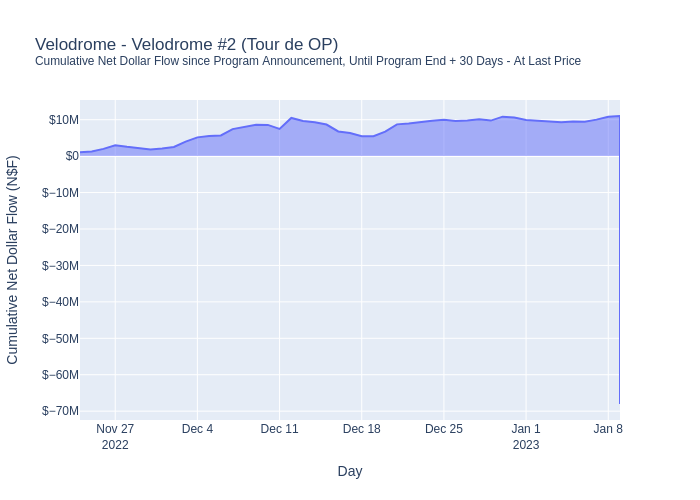 Velodrome - Velodrome #2 (Tour de OP)
Cumulative Net Dollar Flow since Program Announcement, Until Program End + 30 Days - At Last Price
Cumulative Net Dollar Flow (N$F)
$10M
$0
$−10M
$−20M
$−30M
$−40M
$−50M
$−60M
$−70M
Nov 27
2022
Dec 4
Dec 11
Dec 18
Dec 25
Jan 1
2023
Jan 8
Day